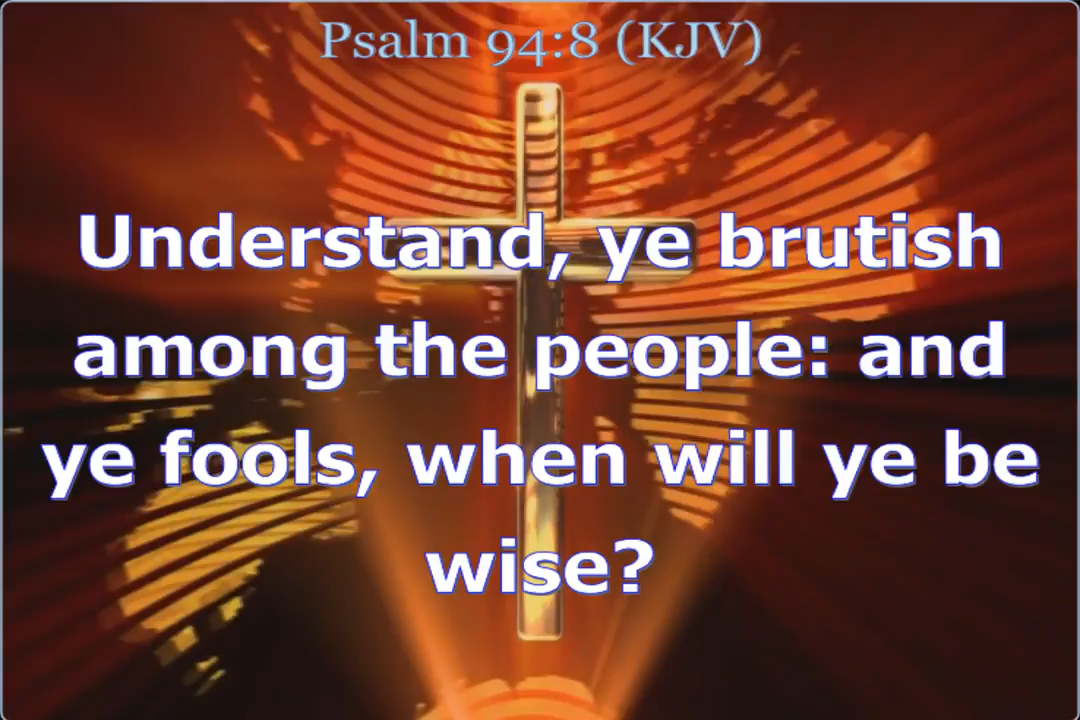 Psalm 94:8 (KJV)
Understand, ye brutish
among the people: and
ye fools, when will ye be
wise?